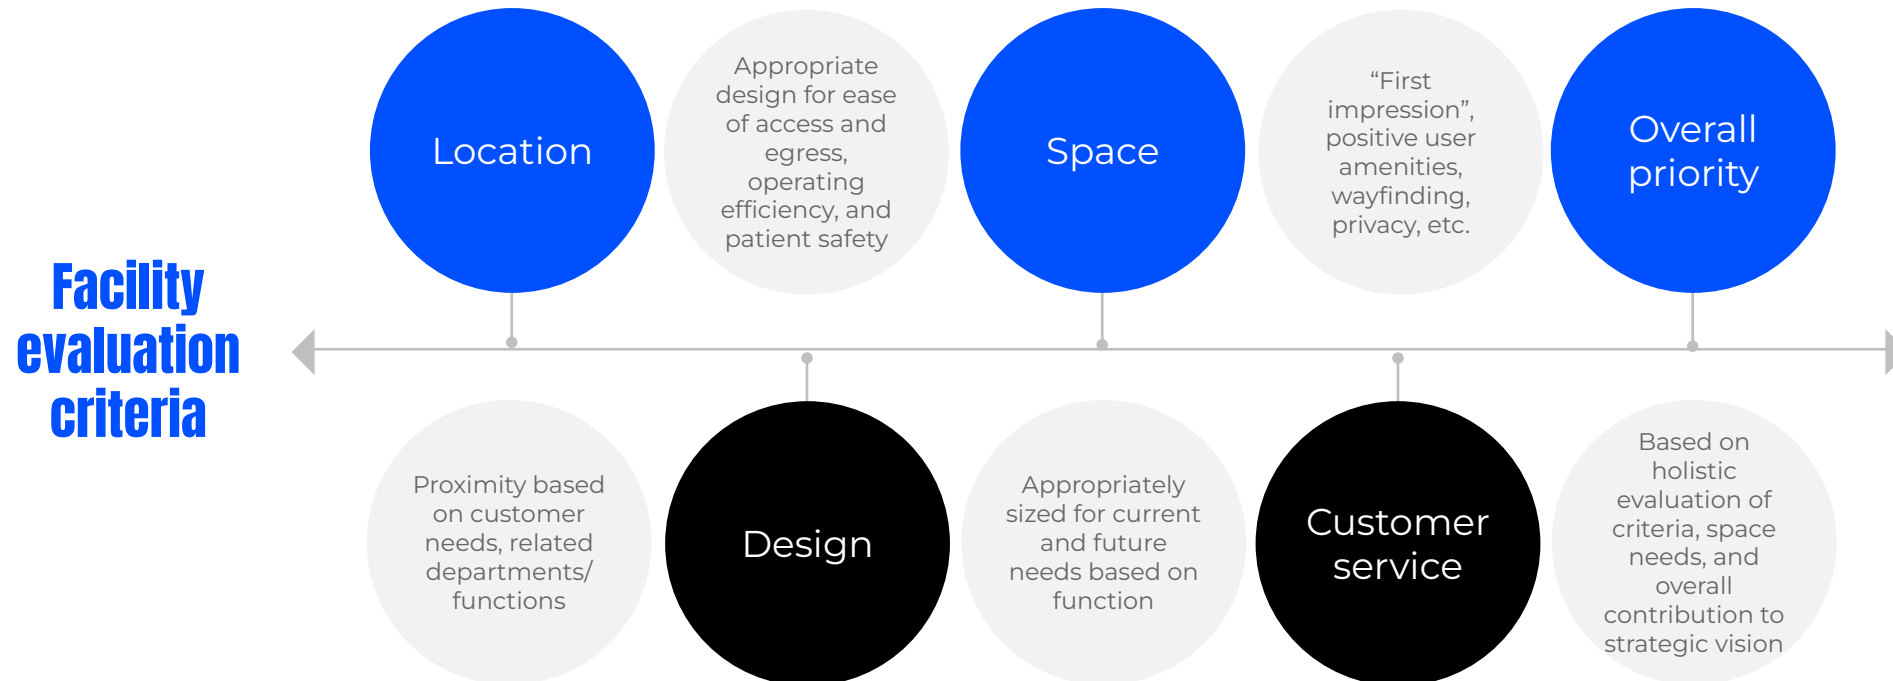 Facility
evaluation
criteria
Location
Proximity based
on customer
needs, related
departments/
functions
Appropriate
design for ease
of access and
egress,
operating
efficiency, and
patient safety
Design
Space
Appropriately
sized for current
and future
needs based on
function
“First
impression”,
positive user
amenities,
wayfinding,
privacy, etc.
Customer
service
Overall
priority
Based on
holistic
evaluation of
criteria, space
needs, and
overall
contribution to
strategic vision